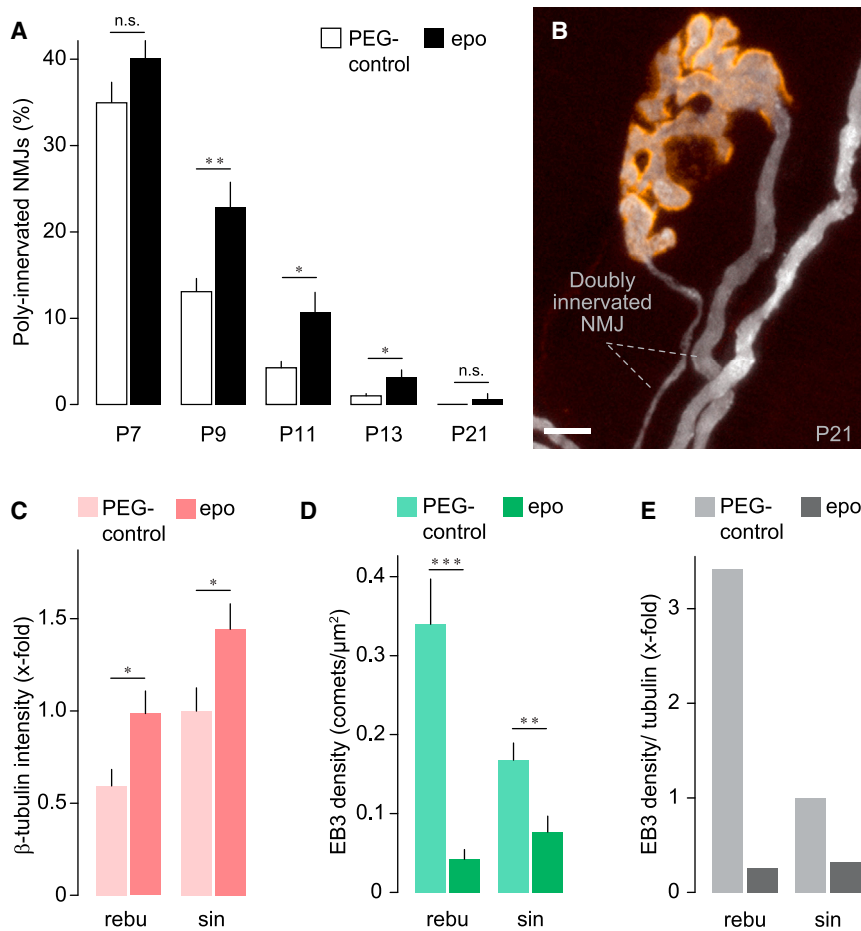 A
n.s.
PEG-
control
epo
Poly-innervated NMJs (%)
40
30
20
10
0
**
*
*
n.s.
P7
P9
P11
P13
P21
B
Doubly
innervated
NMJ
P21
C
PEG-
control
epo
β-tubulin intensity (x-fold)
1.5
1.0
0.5
0
*
*
rebu
sin
D
PEG-
control
epo
EB3 density (comets/μm²)
0.4
0.3
0.2
0.1
0
***
**
rebu
sin
E
PEG-
control
epo
EB3 density/ tubulin (x-fold)
3
2
1
0
rebu
sin